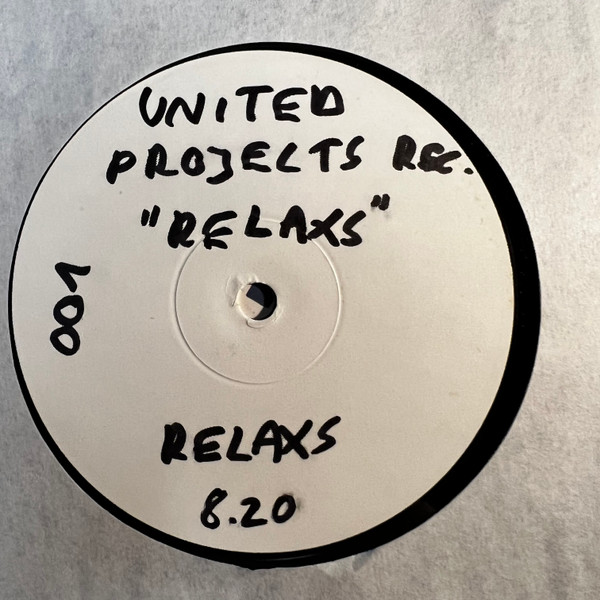 UNITED
PROJECTS REC.
"RELAXS"
001
RELAXS
8.20